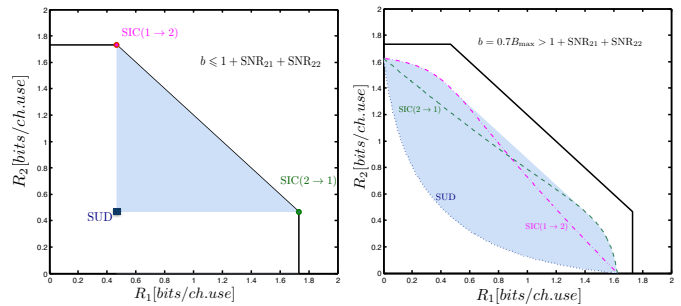 SIC(1 → 2)
b ⩽ 1 + SNR₂₁ + SNR₂₂
SIC(2 → 1)
SUD
R₂[bits/ch.use]
2
1.8
1.6
1.4
1.2
1
0.8
0.6
0.4
0.2
0
0 0.2 0.4 0.6 0.8 1 1.2 1.4 1.6 1.8 2
R₁[bits/ch.use]
b = 0.7B_max > 1 + SNR₂₁ + SNR₂₂
SIC(2→1)
SUD
SIC(1→2)
R₂[bits/ch.use]
2
1.8
1.6
1.4
1.2
1
0.8
0.6
0.4
0.2
0
0 0.2 0.4 0.6 0.8 1 1.2 1.4 1.6 1.8 2
R₁[bits/ch.use]